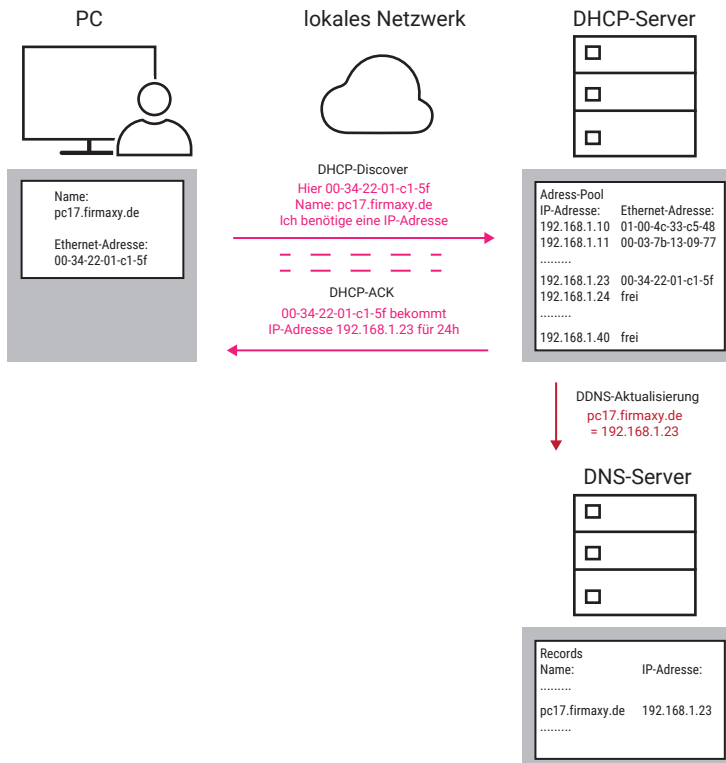 PC
lokales Netzwerk
DHCP-Server
Name:
pc17.firmaxy.de
Ethernet-Adresse:
00-34-22-01-c1-5f
DHCP-Discover
Hier 00-34-22-01-c1-5f
Name: pc17.firmaxy.de
Ich benötige eine IP-Adresse
DHCP-ACK
00-34-22-01-c1-5f bekommt
IP-Adresse 192.168.1.23 für 24h
Adress-Pool
IP-Adresse: Ethernet-Adresse:
192.168.1.10 01-00-4c-33-c5-48
192.168.1.11 00-03-7b-13-09-77
.........
192.168.1.23 00-34-22-01-c1-5f
192.168.1.24 frei
.........
192.168.1.40 frei
DDNS-Aktualisierung
pc17.firmaxy.de
= 192.168.1.23
DNS-Server
Records
Name: IP-Adresse:
.........
pc17.firmaxy.de 192.168.1.23
.........